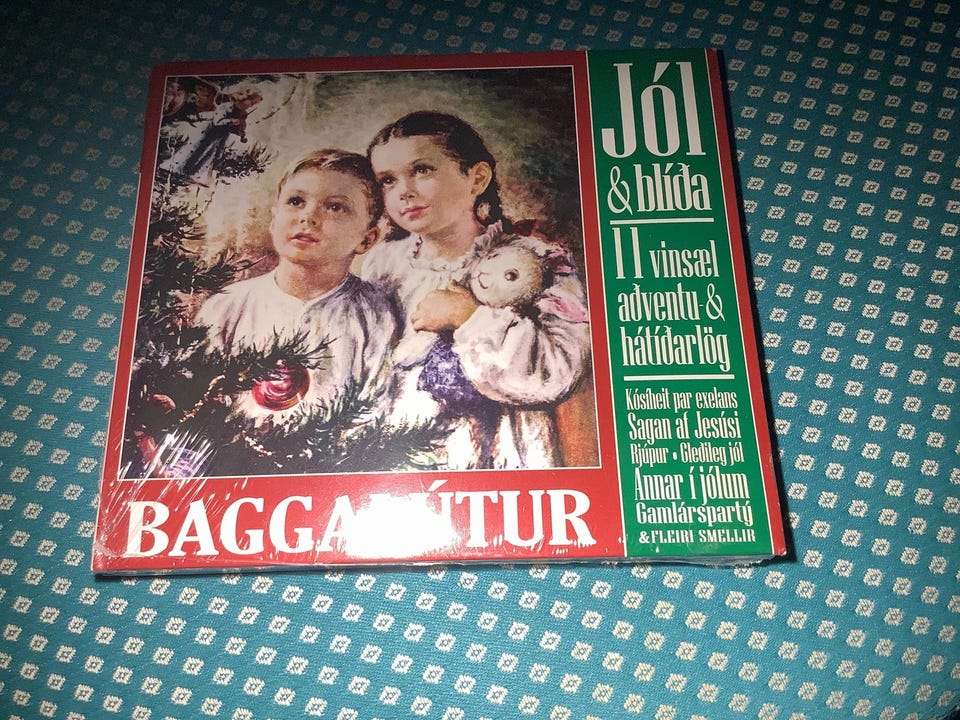 Jól
& blíða
11 vinsæl
aðventu- &
hátíðarlög
Kósíheit par exelans
Sagan af Jesúsi
Rjúpur • Gleðileg jól
Annar í jólum
Gamlárspartý
& FLEIRI SMELLIR
BAGGALÚTUR